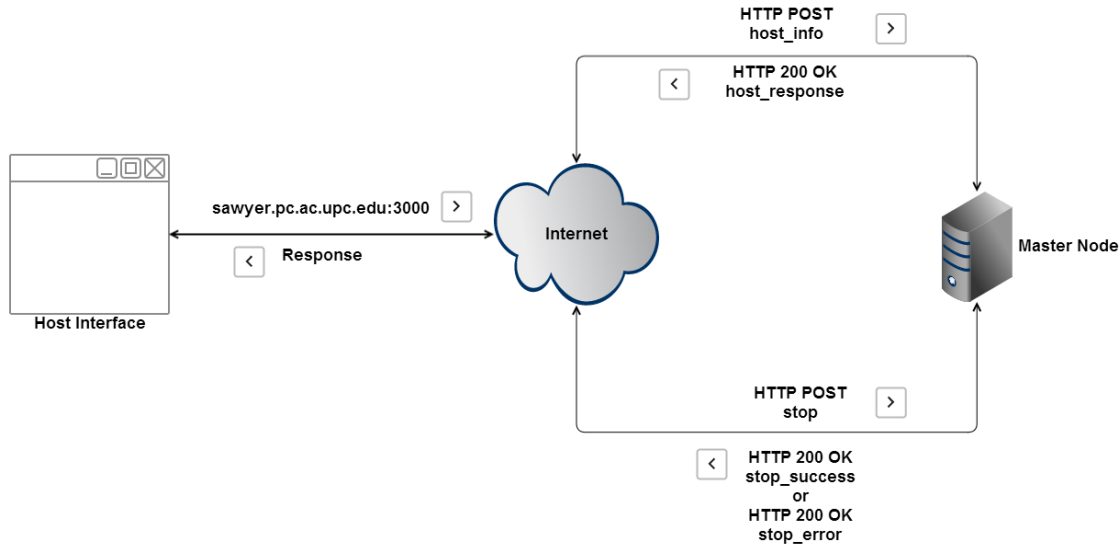 HTTP POST
host_info
HTTP 200 OK
host_response
sawyer.pc.ac.upc.edu:3000
Internet
Response
Master Node
Host Interface
HTTP POST
stop
HTTP 200 OK
stop_success
or
HTTP 200 OK
stop_error